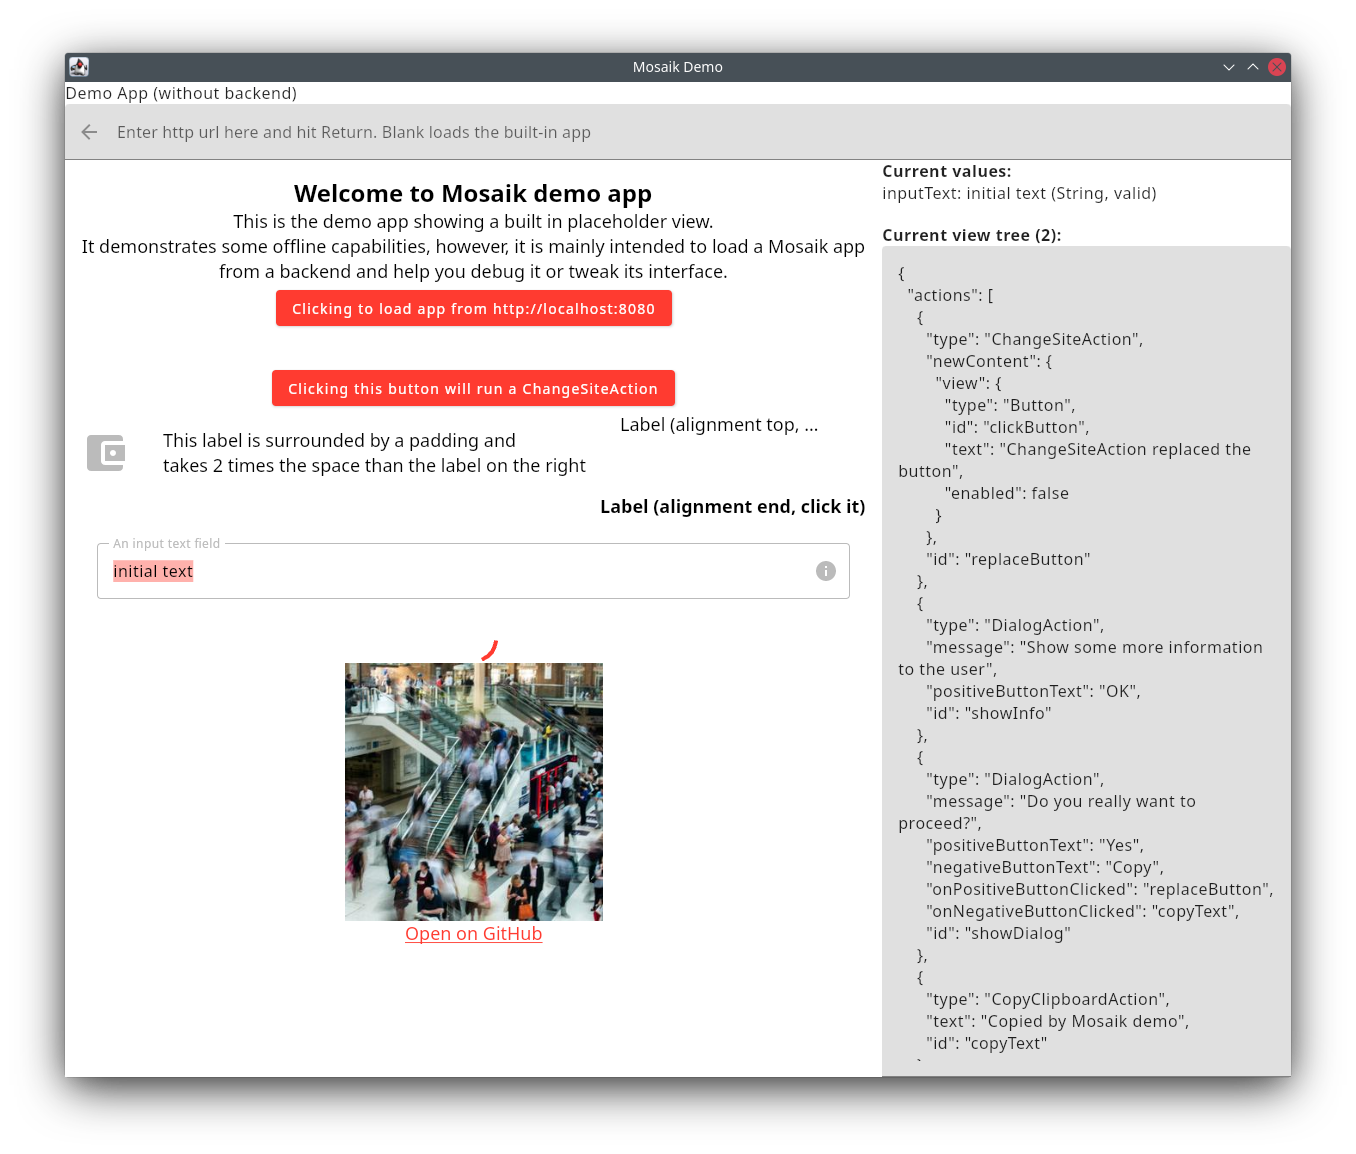 Mosaik Demo
Demo App (without backend)
Enter http url here and hit Return. Blank loads the built-in app
Welcome to Mosaik demo app
This is the demo app showing a built in placeholder view.
It demonstrates some offline capabilities, however, it is mainly intended to load a Mosaik app
from a backend and help you debug it or tweak its interface.
Clicking to load app from http://localhost:8080
Clicking this button will run a ChangeSiteAction
Label (alignment top, ...
This label is surrounded by a padding and
takes 2 times the space than the label on the right
Label (alignment end, click it)
An input text field
initial text
Open on GitHub
Current values:
inputText: initial text (String, valid)
Current view tree (2):
{
"actions": [
{
"type": "ChangeSiteAction",
"newContent": {
"view": {
"type": "Button",
"id": "clickButton",
"text": "ChangeSiteAction replaced the
button",
"enabled": false
}
},
"id": "replaceButton"
},
{
"type": "DialogAction",
"message": "Show some more information
to the user",
"positiveButtonText": "OK",
"id": "showInfo"
},
{
"type": "DialogAction",
"message": "Do you really want to
proceed?",
"positiveButtonText": "Yes",
"negativeButtonText": "Copy",
"onPositiveButtonClicked": "replaceButton",
"onNegativeButtonClicked": "copyText",
"id": "showDialog"
},
{
"type": "CopyClipboardAction",
"text": "Copied by Mosaik demo",
"id": "copyText"